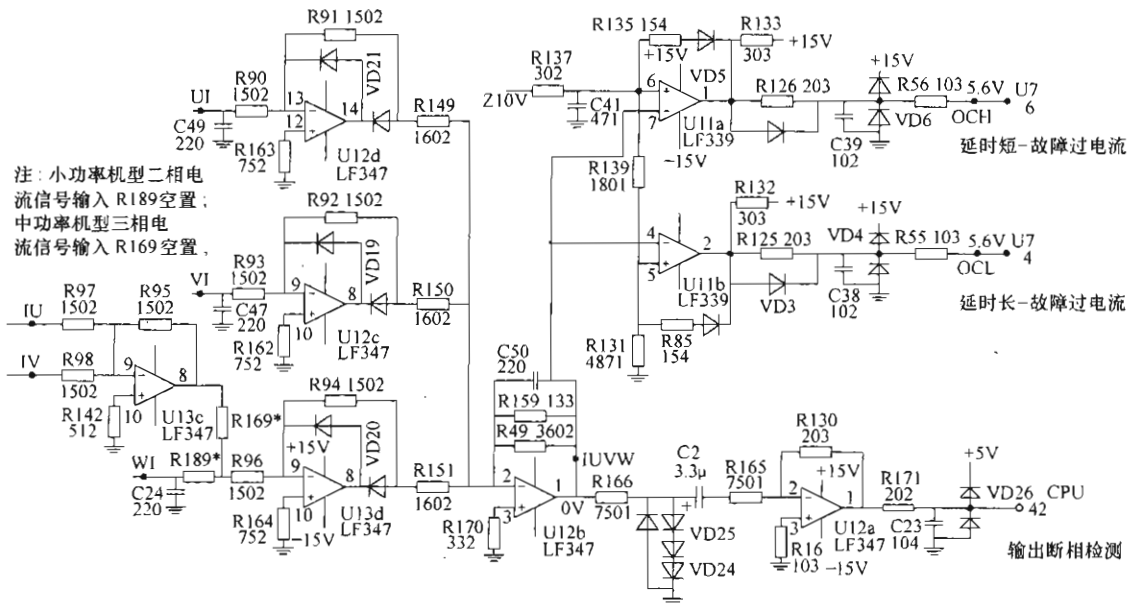 R91 1502
VD21
R90
1502
UI
C49
220
13
12
14
R163
752
U12d
LF347
R149
1602
注：小功率机型二相电
流信号输入 R189空置；
中功率机型三相电
流信号输入 R169空置，
R92 1502
VD19
R93
1502
VI
C47
220
9
10
8
R162
752
U12c
LF347
R150
1602
R97
1502
R95
1502
IU
IV
R98
1502
9
10
8
R142
512
U13c
LF347
R169*
R94 1502
VD20
WI
R189*
C24
220
R96
1502
+15V
9
10
8
R164
752
-15V
U13d
LF347
R151
1602
C50
220
R159 133
R49 3602
2
3
1
IUVW
0V
R170
332
U12b
LF347
R166
7501
C2
3.3μ
+
VD25
VD24
R165
7501
R130
203
+15V
2
3
1
R16
103
U12a
LF347
-15V
R171
202
C23
104
+5V
VD26
CPU
42
输出断相检测
R135 154
R133
303
+15V
+15V
R137
302
Z10V
C41
471
VD5
6
7
1
U11a
LF339
-15V
R126 203
+15V
VD6
C39
102
R56 103
5.6V
OCH
U7
6
延时短-故障过电流
R139
1801
R132
303
+15V
4
5
2
U11b
LF339
R125 203
VD3
VD4
+15V
C38
102
R55 103
5.6V
OCL
U7
4
延时长-故障过电流
R131
4871
R85
154